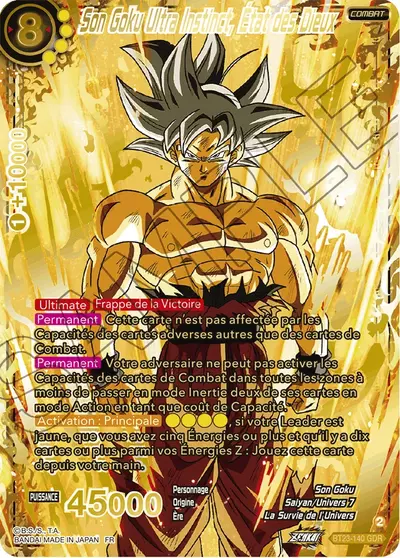 8
Son Goku Ultra Instinct, État des Dieux
COMBAT
1+10000
Ultimate Frappe de la Victoire
Permanent Cette carte n'est pas affectée par les
Capacités des cartes adverses autres que des cartes de
Combat.
Permanent Votre adversaire ne peut pas activer les
Capacités des cartes de Combat dans toutes les zones à
moins de passer en mode Inertie deux de ses cartes en
mode Action en tant que coût de Capacité.
Activation : Principale , si votre Leader est
jaune, que vous avez cinq Énergies ou plus et qu'il y a dix
cartes ou plus parmi vos Énergies Z : Jouez cette carte
depuis votre main.
PUISSANCE
45000
Personnage
Son Goku
Origine
Saiyan/Univers 7
Ère
La Survie de l'Univers
©B.S./S. T.A.
BANDAI MADE IN JAPAN FR
ZENKAI
BT23-140 GDR
2